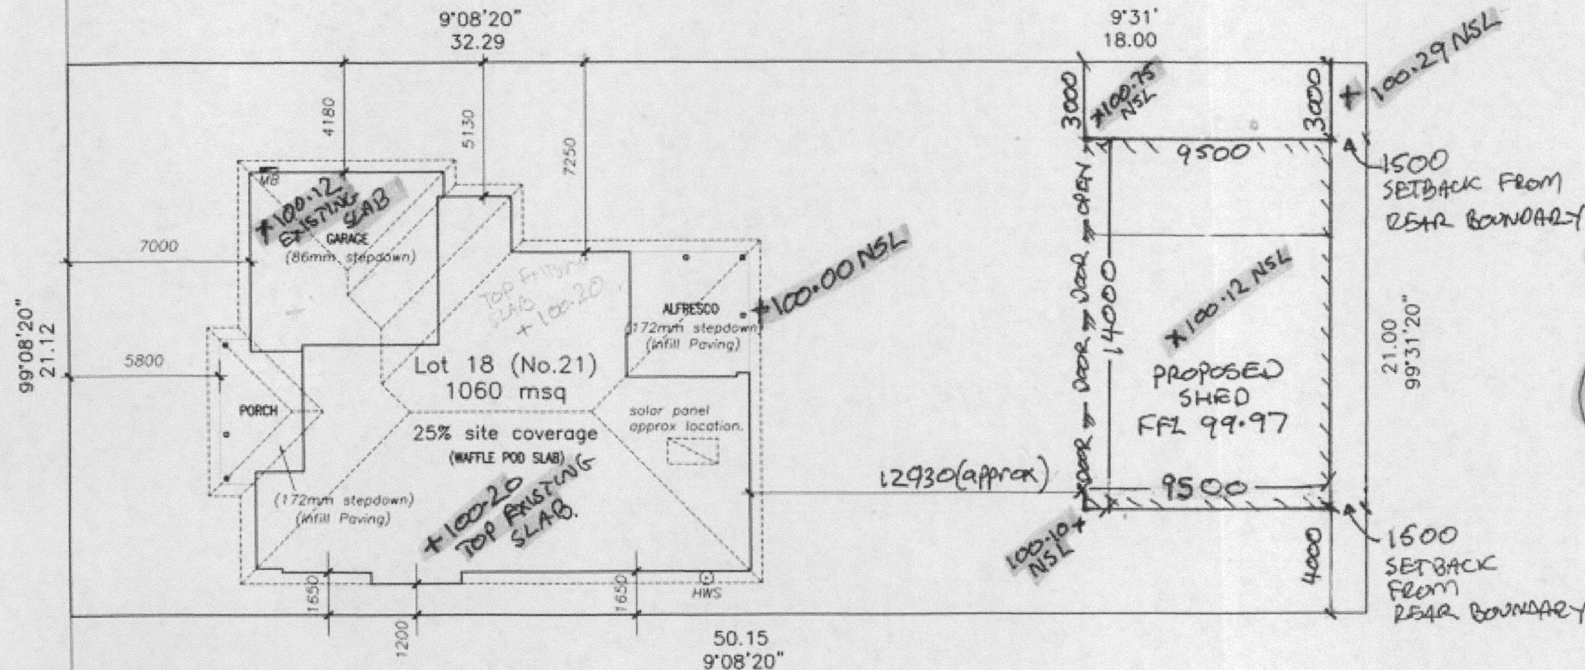 9°08'20"
32.29
9°31'
18.00
4180
5130
7250
3000
*100.75
NSL
3000
* 100.29 NSL
MB
*100.12
EXISTING
SLAB
GARAGE
(86mm stepdown)
7000
9500
1500
SETBACK FROM
REAR BOUNDARY
OPEN
DOOR
DOOR
DOOR
DOOR
14000
TOP EXISTING
SLAB
+ 100.20
ALFRESCO
(172mm stepdown)
(Infill Paving)
+100.00 NSL
*100.12 NSL
99°08'20"
21.12
5800
Lot 18 (No.21)
1060 msq
PORCH
25% site coverage
(WAFFLE POD SLAB)
solar panel
approx location.
PROPOSED
SHED
FFL 99.97
21.00
99°31'20"
(172mm stepdown)
(Infill Paving)
+100.20
TOP EXISTING
SLAB.
12930(approx)
9500
100.10 *
NSL
4000
1500
SETBACK
FROM
REAR BOUNDARY
1650
1200
1650
HWS
50.15
9°08'20"